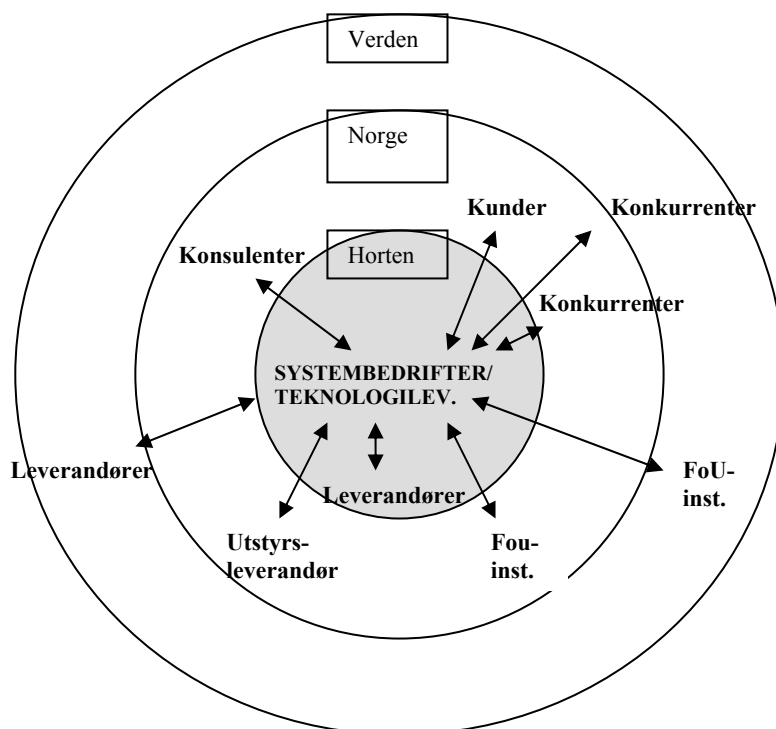 Verden
Norge
Kunder
Konkurrenter
Konsulenter
Horten
Konkurrenter
SYSTEMBEDRIFTER/
TEKNOLOGILEV.
Leverandører
FoU-
inst.
Leverandører
Utstyrs-
leverandør
Fou-
inst.